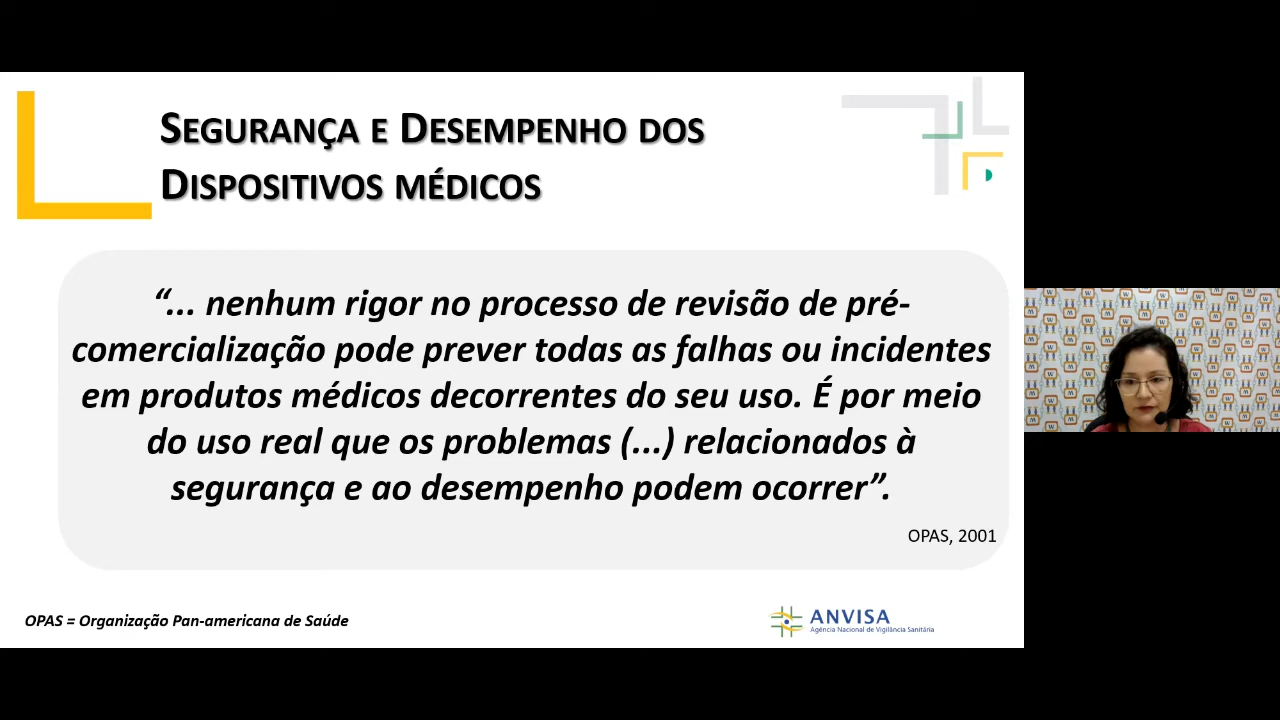 SEGURANÇA E DESEMPENHO DOS
DISPOSITIVOS MÉDICOS
“... nenhum rigor no processo de revisão de pré-
comercialização pode prever todas as falhas ou incidentes
em produtos médicos decorrentes do seu uso. É por meio
do uso real que os problemas (...) relacionados à
segurança e ao desempenho podem ocorrer”.
OPAS, 2001
OPAS = Organização Pan-americana de Saúde
ANVISA
Agência Nacional de Vigilância Sanitária